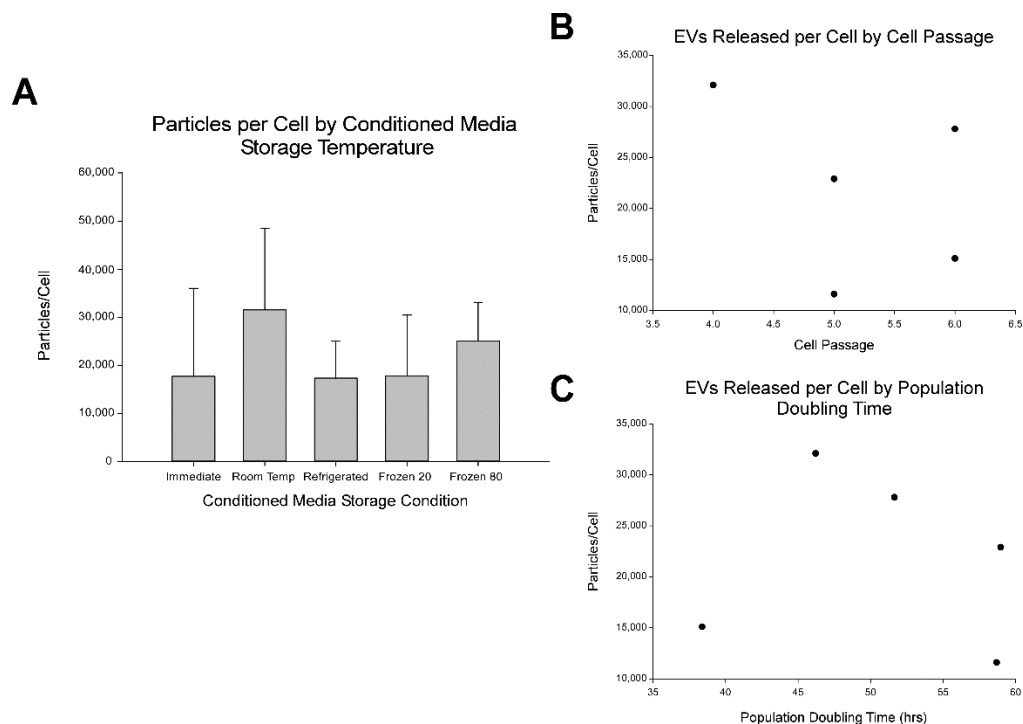 A
Particles per Cell by Conditioned Media
Storage Temperature
60,000
50,000
40,000
30,000
20,000
10,000
0
Particles/Cell
Immediate Room Temp Refrigerated Frozen 20 Frozen 80
Conditioned Media Storage Condition
B
EVs Released per Cell by Cell Passage
35,000
30,000
25,000
20,000
15,000
10,000
Particles/Cell
3.5 4.0 4.5 5.0 5.5 6.0 6.5
Cell Passage
C
EVs Released per Cell by Population
Doubling Time
35,000
30,000
25,000
20,000
15,000
10,000
Particles/Cell
35 40 45 50 55 60
Population Doubling Time (hrs)